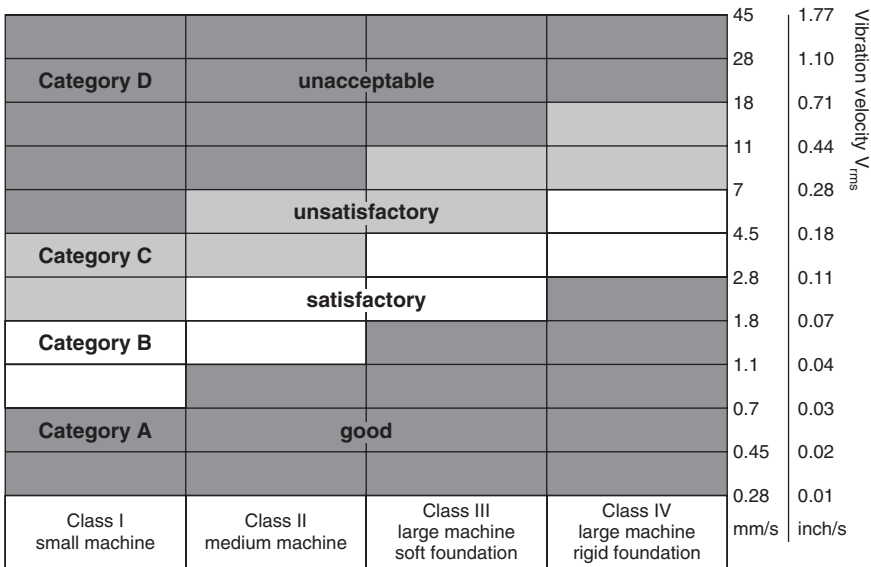 45 1.77
28 1.10
Category D unacceptable
18 0.71
11 0.44
7 0.28
unsatisfactory
4.5 0.18
Category C
2.8 0.11
satisfactory
1.8 0.07
Category B
1.1 0.04
0.7 0.03
Category A good
0.45 0.02
0.28 0.01
Class I
small machine
Class II
medium machine
Class III
large machine
soft foundation
Class IV
large machine
rigid foundation
mm/s inch/s
Vibration velocity Vrms